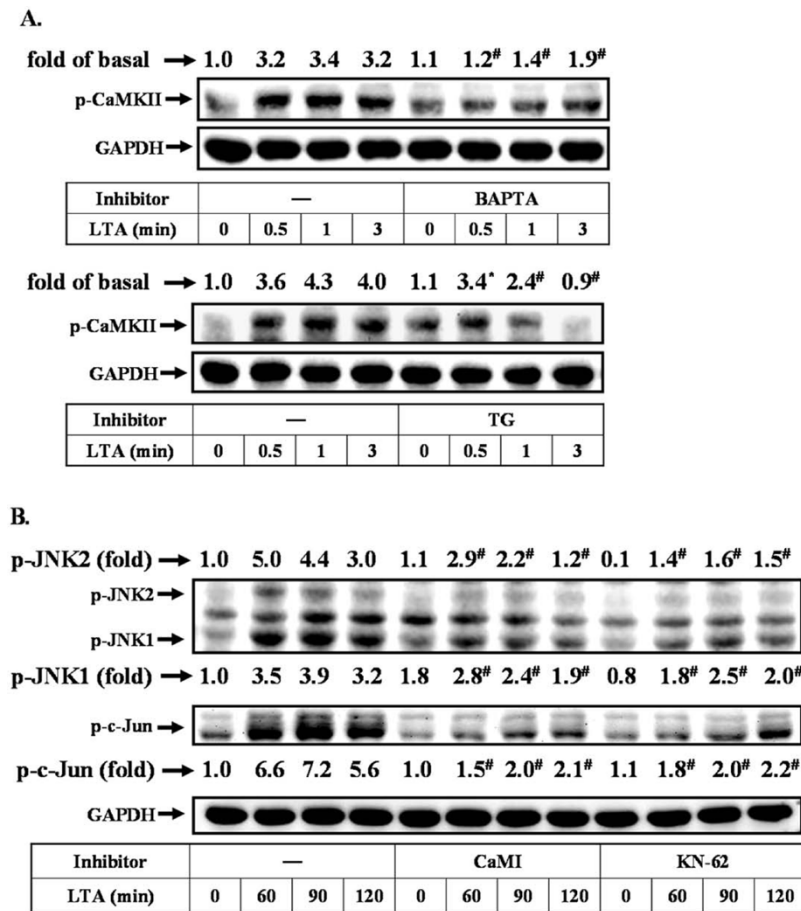 A.
fold of basal → 1.0 3.2 3.4 3.2 1.1 1.2# 1.4# 1.9#
p-CaMKII →
GAPDH →
Inhibitor — BAPTA
LTA (min) 0 0.5 1 3 0 0.5 1 3
fold of basal → 1.0 3.6 4.3 4.0 1.1 3.4* 2.4# 0.9#
p-CaMKII →
GAPDH →
Inhibitor — TG
LTA (min) 0 0.5 1 3 0 0.5 1 3
B.
p-JNK2 (fold) → 1.0 5.0 4.4 3.0 1.1 2.9# 2.2# 1.2# 0.1 1.4# 1.6# 1.5#
p-JNK2 →
p-JNK1 →
p-JNK1 (fold) → 1.0 3.5 3.9 3.2 1.8 2.8# 2.4# 1.9# 0.8 1.8# 2.5# 2.0#
p-c-Jun →
p-c-Jun (fold) → 1.0 6.6 7.2 5.6 1.0 1.5# 2.0# 2.1# 1.1 1.8# 2.0# 2.2#
GAPDH →
Inhibitor — CaMI KN-62
LTA (min) 0 60 90 120 0 60 90 120 0 60 90 120